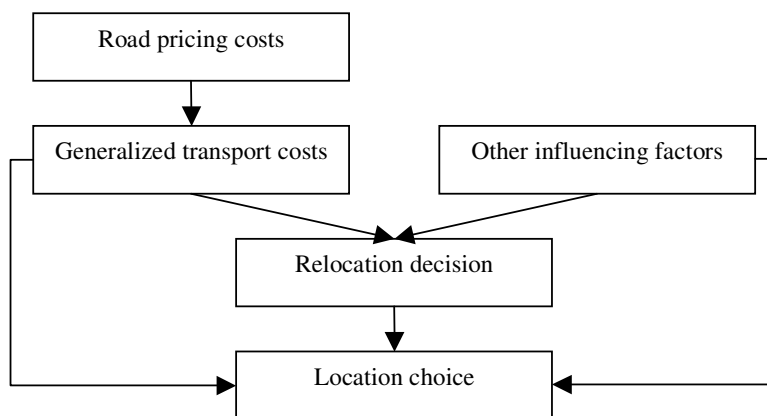 Road pricing costs
Generalized transport costs
Other influencing factors
Relocation decision
Location choice